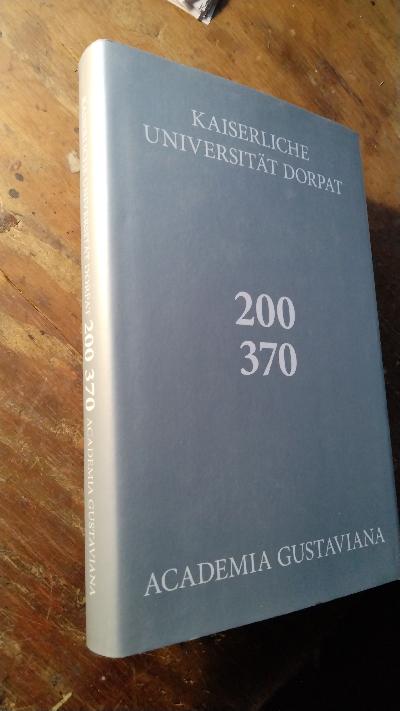 KAISERLICHE
UNIVERSITÄT DORPAT
200
370
ACADEMIA GUSTAVIANA
KAISERLICHE UNIVERSITÄT DORPAT 200 370 ACADEMIA GUSTAVIANA